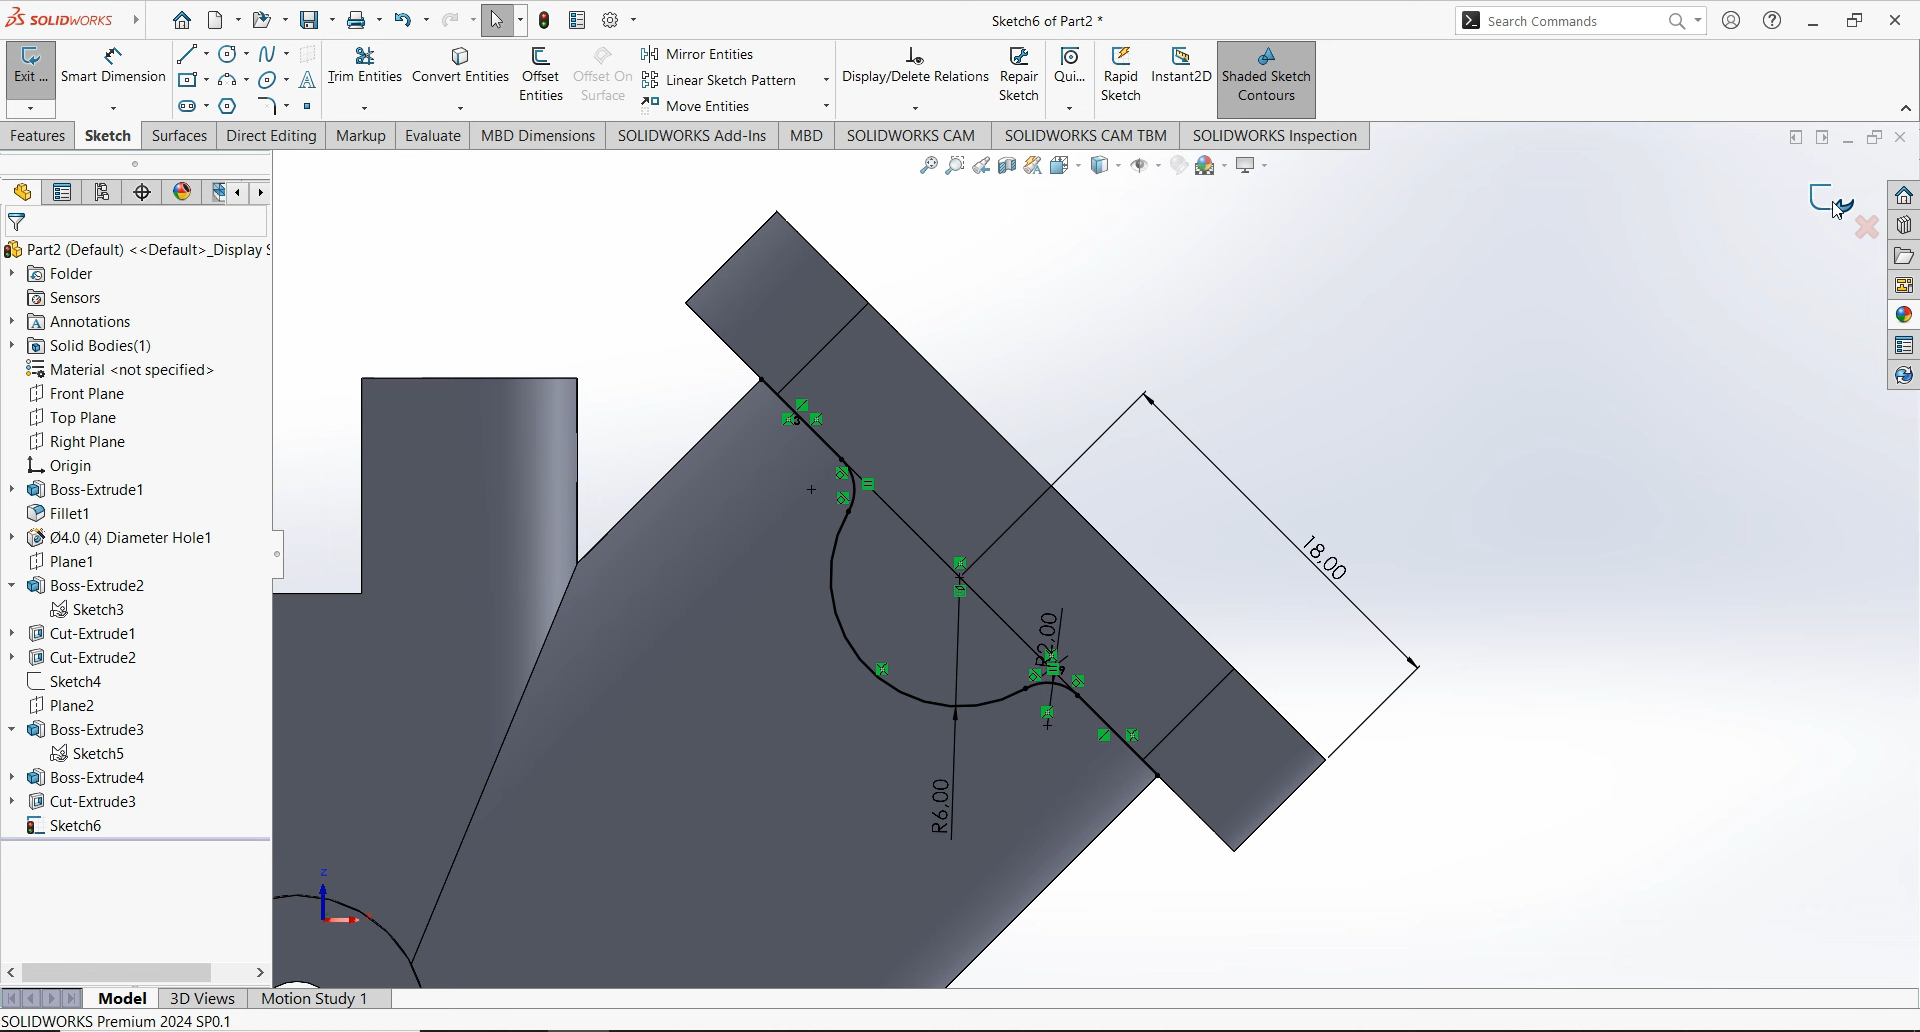 SOLIDWORKS
Sketch6 of Part2 *
Search Commands
Exit ...
Smart Dimension
Trim Entities
Convert Entities
Offset Entities
Offset On Surface
Mirror Entities
Linear Sketch Pattern
Move Entities
Display/Delete Relations
Repair Sketch
Qui...
Rapid Sketch
Instant2D
Shaded Sketch Contours
Features
Sketch
Surfaces
Direct Editing
Markup
Evaluate
MBD Dimensions
SOLIDWORKS Add-Ins
MBD
SOLIDWORKS CAM
SOLIDWORKS CAM TBM
SOLIDWORKS Inspection
Part2 (Default) <<Default>_Display S
Folder
Sensors
Annotations
Solid Bodies(1)
Material <not specified>
Front Plane
Top Plane
Right Plane
Origin
Boss-Extrude1
Fillet1
Ø4.0 (4) Diameter Hole1
Plane1
Boss-Extrude2
Sketch3
Cut-Extrude1
Cut-Extrude2
Sketch4
Plane2
Boss-Extrude3
Sketch5
Boss-Extrude4
Cut-Extrude3
Sketch6
18,00
R2,00
R6,00
z
Model
3D Views
Motion Study 1
SOLIDWORKS Premium 2024 SP0.1